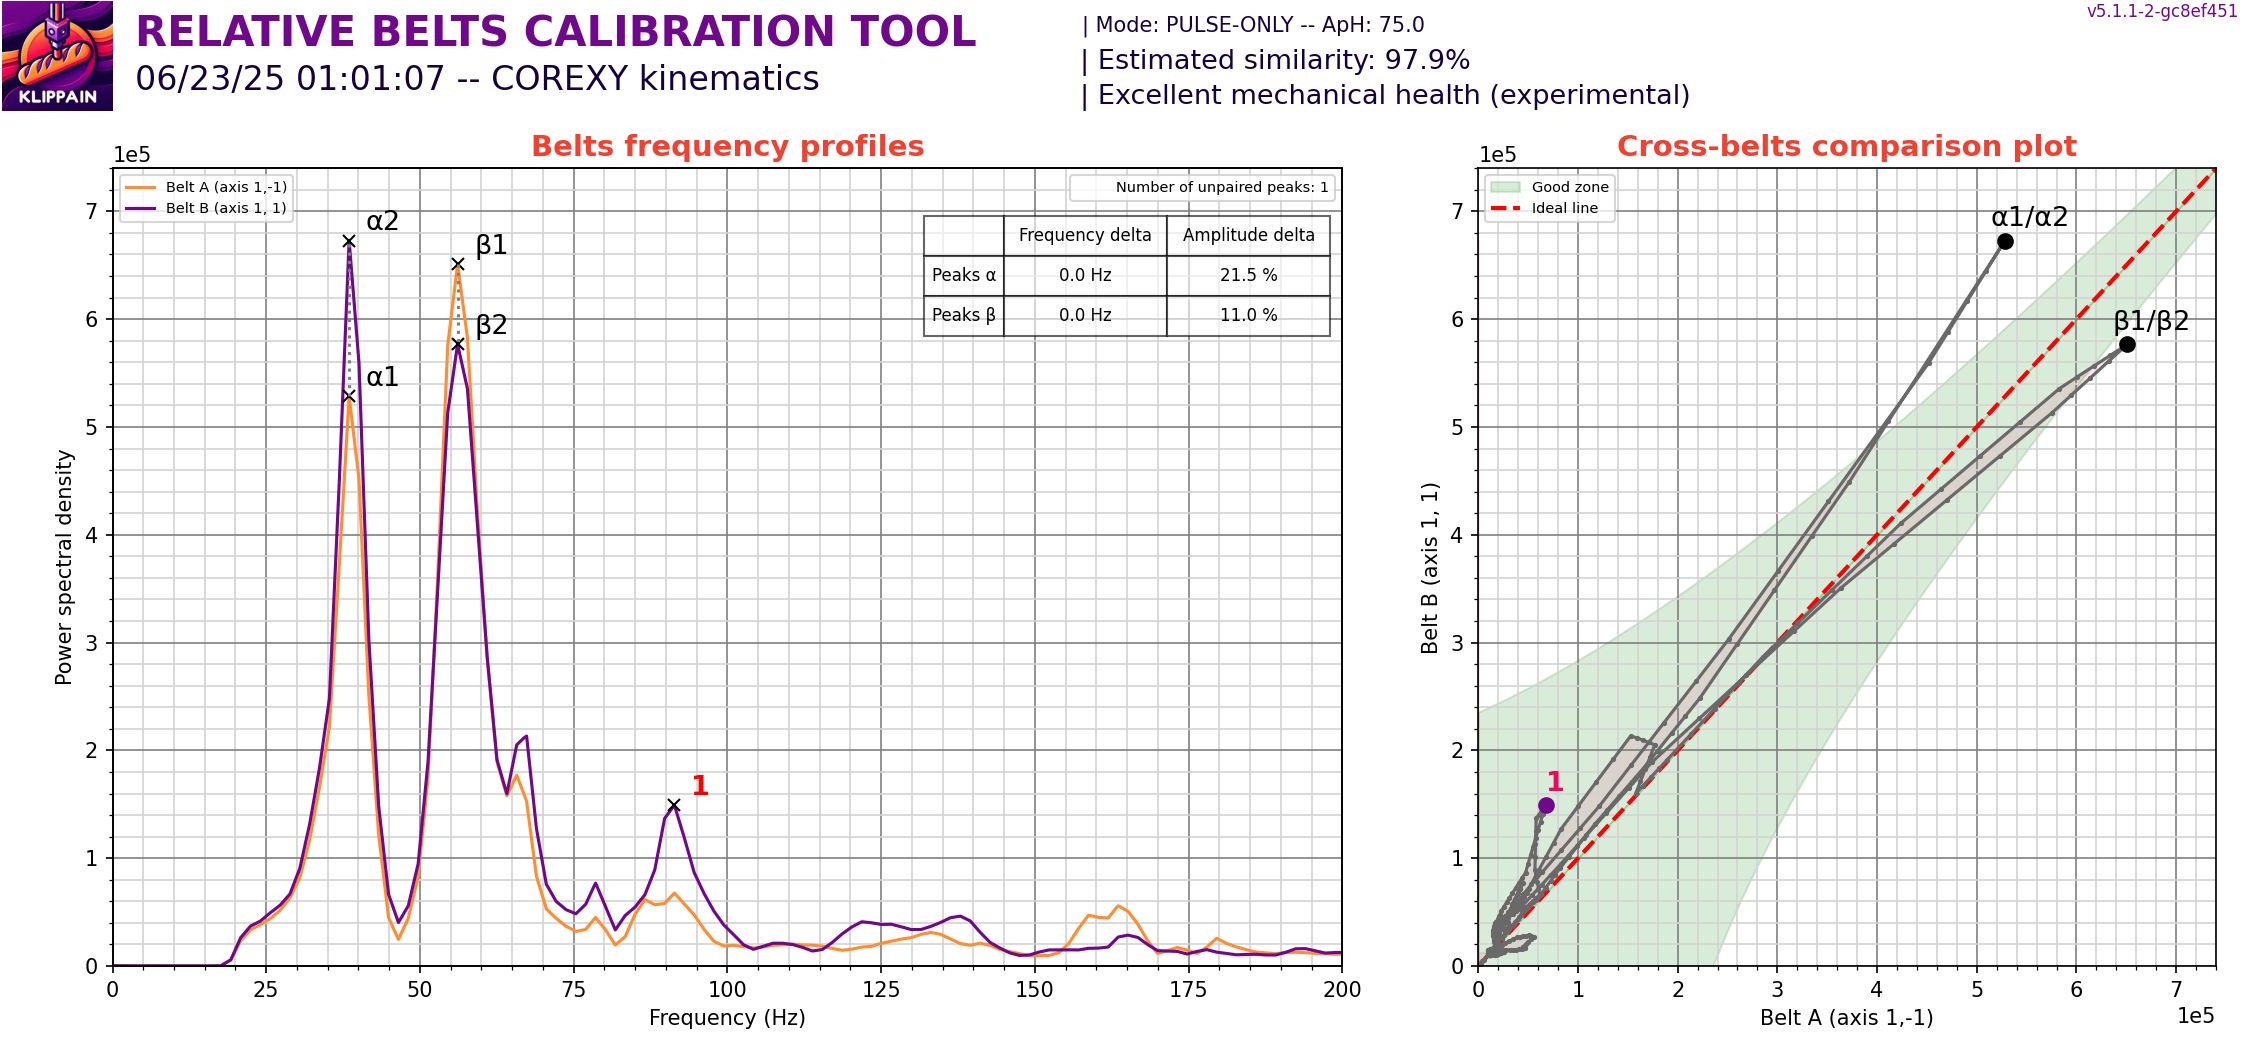 KLIPPAIN
RELATIVE BELTS CALIBRATION TOOL
06/23/25 01:01:07 -- COREXY kinematics
| Mode: PULSE-ONLY -- ApH: 75.0
| Estimated similarity: 97.9%
| Excellent mechanical health (experimental)
v5.1.1-2-gc8ef451
Belts frequency profiles
1e5
Belt A (axis 1,-1)
Belt B (axis 1, 1)
Number of unpaired peaks: 1
Frequency delta Amplitude delta
Peaks α 0.0 Hz 21.5 %
Peaks β 0.0 Hz 11.0 %
α2
β1
β2
α1
1
7
6
5
4
3
2
1
0
Power spectral density
0 25 50 75 100 125 150 175 200
Frequency (Hz)
Cross-belts comparison plot
1e5
Good zone
Ideal line
α1/α2
β1/β2
1
7
6
5
4
3
2
1
0
Belt B (axis 1, 1)
0 1 2 3 4 5 6 7
1e5
Belt A (axis 1,-1)